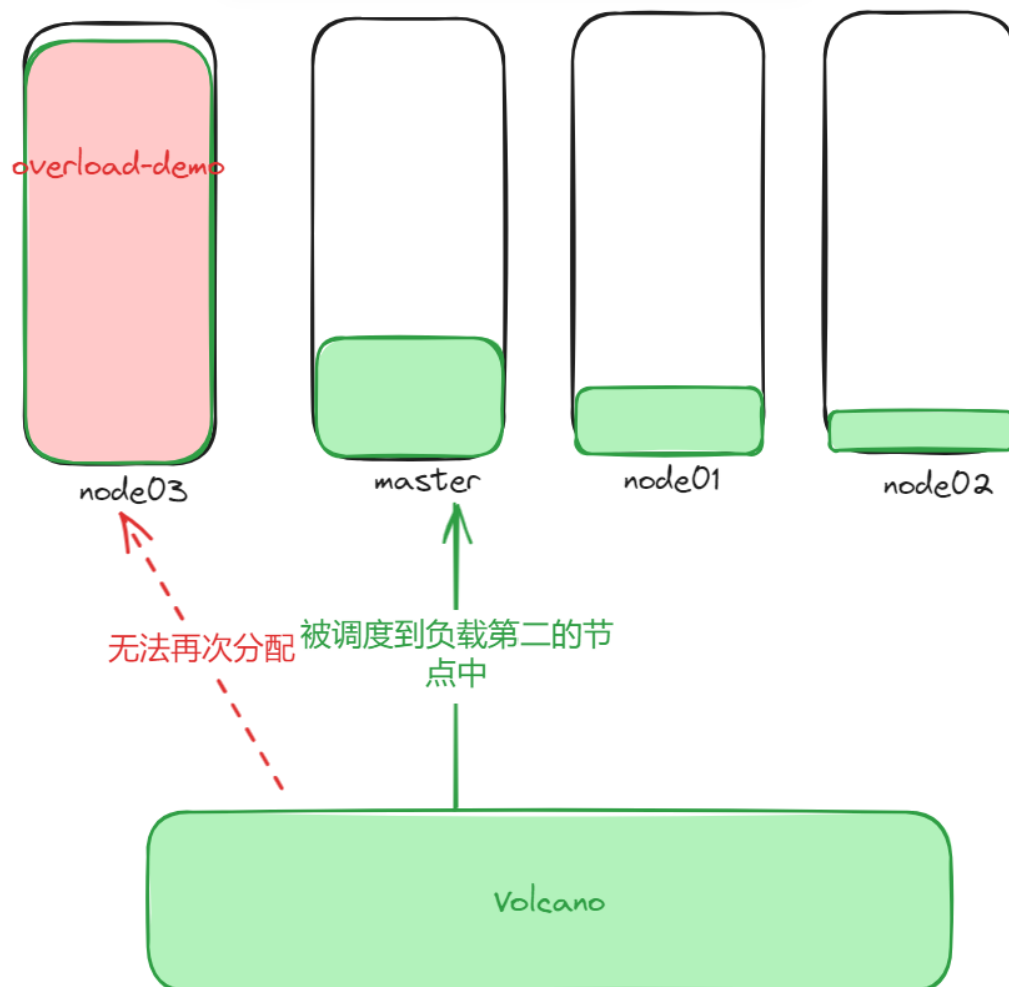 overload-demo
node03
master
node01
node02
无法再次分配
被调度到负载第二的节
点中
Volcano